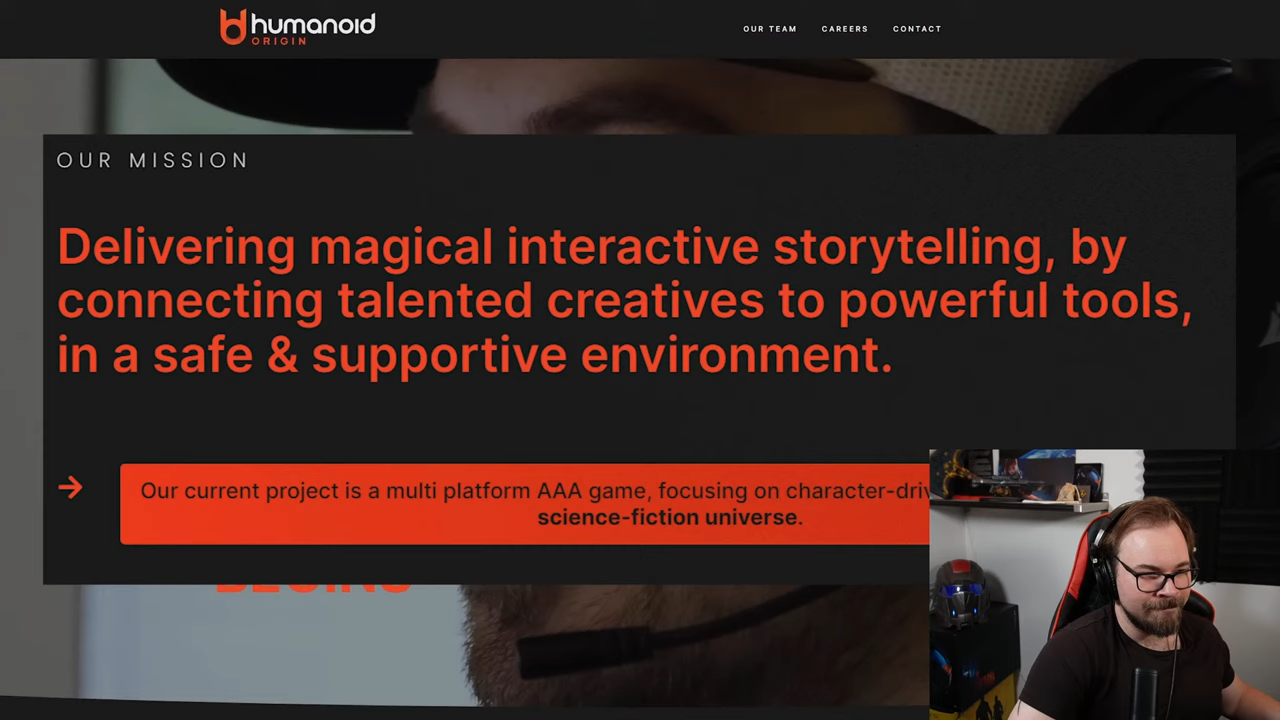 humanoid
ORIGIN
OUR TEAM CAREERS CONTACT
OUR MISSION
Delivering magical interactive storytelling, by
connecting talented creatives to powerful tools,
in a safe & supportive environment.
Our current project is a multi platform AAA game, focusing on character-driv
science-fiction universe.
BEGINS